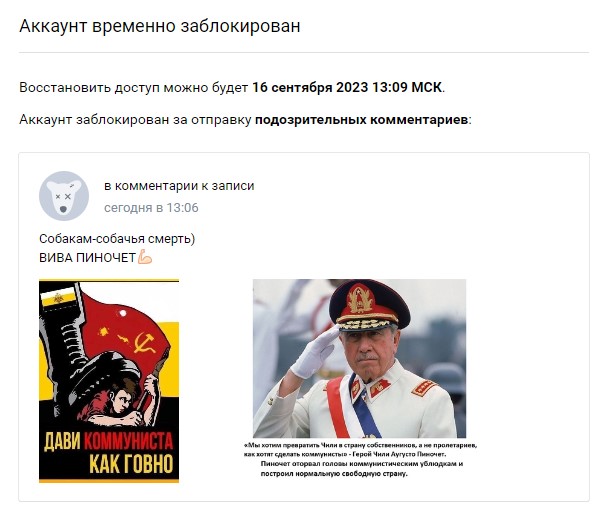 Аккаунт временно заблокирован
Восстановить доступ можно будет 16 сентября 2023 13:09 МСК.
Аккаунт заблокирован за отправку подозрительных комментариев:
в комментарии к записи
сегодня в 13:06
Собакам-собачья смерть)
ВИВА ПИНОЧЕТ💪🏻
ДАВИ КОММУНИСТА
КАК ГОВНО
«Мы хотим превратить Чили в страну собственников, а не пролетариев,
как хотят сделать коммунисты» - Герой Чили Аугусто Пиночет.
Пиночет оторвал головы коммунистическим ублюдкам и
построил нормальную свободную страну.